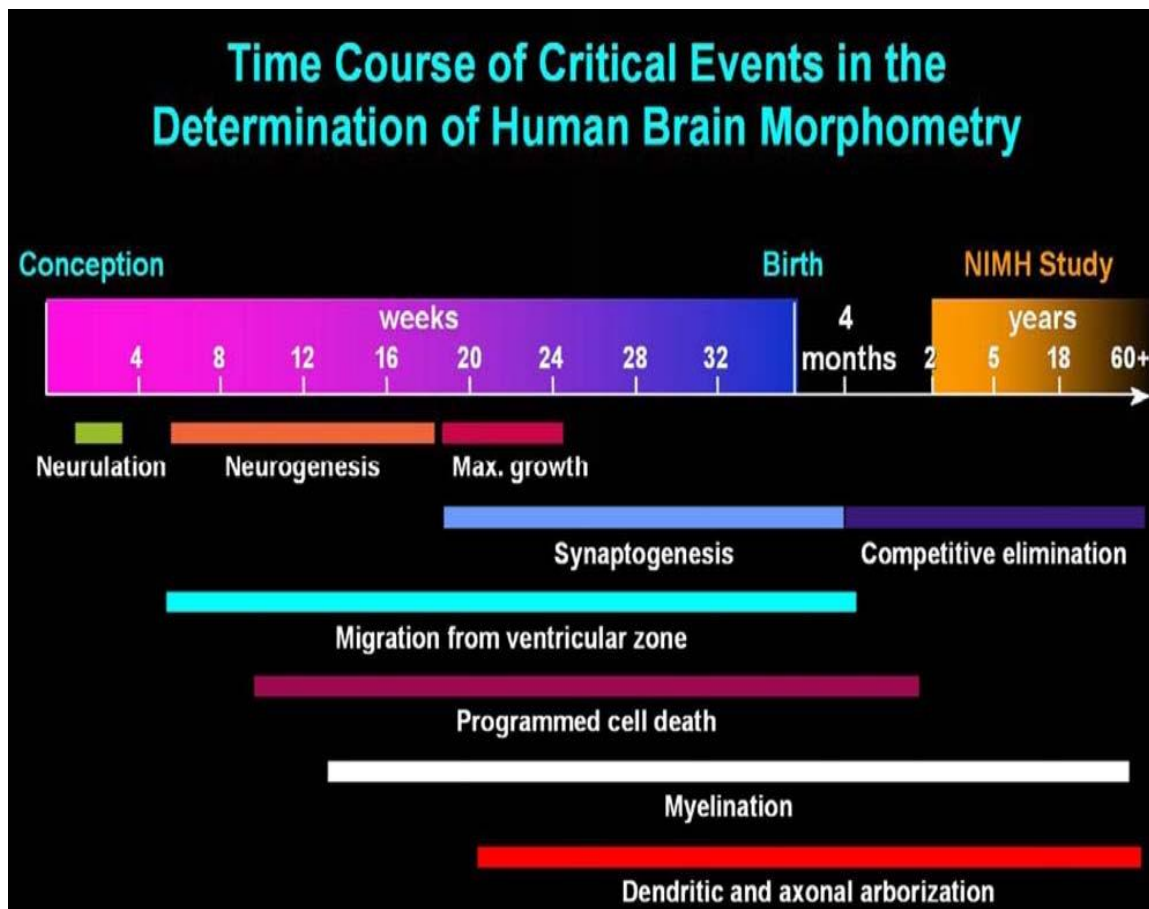 Time Course of Critical Events in the
Determination of Human Brain Morphometry
Conception
Birth
NIMH Study
weeks
4
years
4 8 12 16 20 24 28 32 months 2 5 18 60+
Neurulation
Neurogenesis
Max. growth
Synaptogenesis
Competitive elimination
Migration from ventricular zone
Programmed cell death
Myelination
Dendritic and axonal arborization